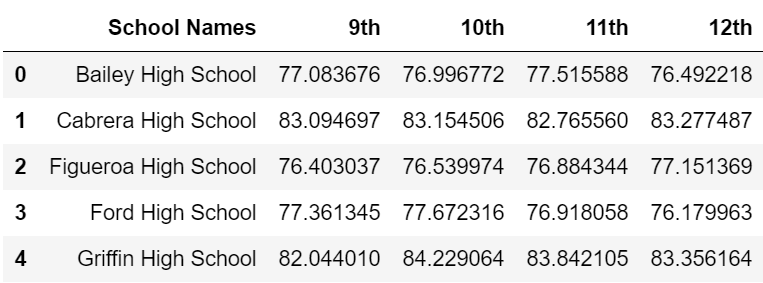 School Names 9th 10th 11th 12th
0 Bailey High School 77.083676 76.996772 77.515588 76.492218
1 Cabrera High School 83.094697 83.154506 82.765560 83.277487
2 Figueroa High School 76.403037 76.539974 76.884344 77.151369
3 Ford High School 77.361345 77.672316 76.918058 76.179963
4 Griffin High School 82.044010 84.229064 83.842105 83.356164